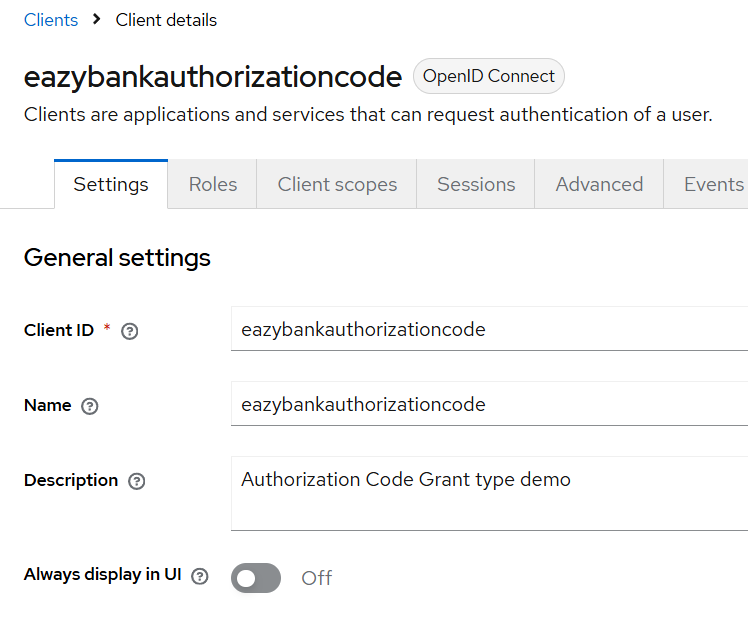 Clients > Client details
eazybankauthorizationcode OpenID Connect
Clients are applications and services that can request authentication of a user.
Settings Roles Client scopes Sessions Advanced Events
General settings
Client ID * eazybankauthorizationcode
Name eazybankauthorizationcode
Description Authorization Code Grant type demo
Always display in UI Off